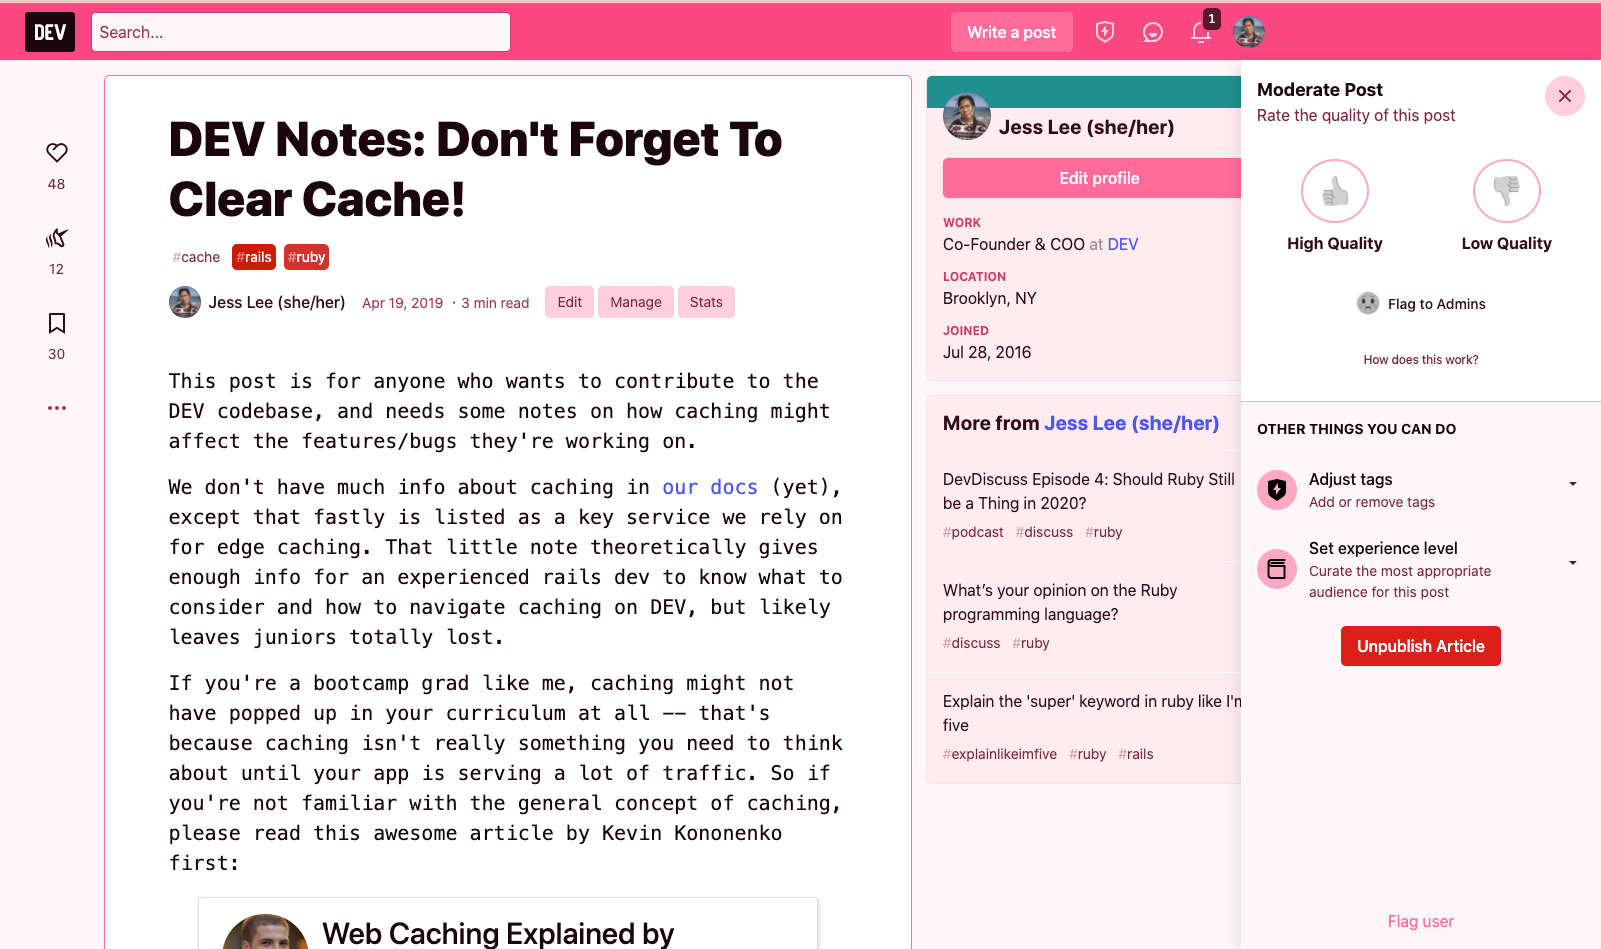 DEV
Search...
Write a post
1
48
12
30
DEV Notes: Don't Forget To
Clear Cache!
#cache #rails #ruby
Jess Lee (she/her) Apr 19, 2019 · 3 min read Edit Manage Stats
This post is for anyone who wants to contribute to the
DEV codebase, and needs some notes on how caching might
affect the features/bugs they're working on.
We don't have much info about caching in our docs (yet),
except that fastly is listed as a key service we rely on
for edge caching. That little note theoretically gives
enough info for an experienced rails dev to know what to
consider and how to navigate caching on DEV, but likely
leaves juniors totally lost.
If you're a bootcamp grad like me, caching might not
have popped up in your curriculum at all -- that's
because caching isn't really something you need to think
about until your app is serving a lot of traffic. So if
you're not familiar with the general concept of caching,
please read this awesome article by Kevin Kononenko
first:
Web Caching Explained by
Jess Lee (she/her)
Edit profile
WORK
Co-Founder & COO at DEV
LOCATION
Brooklyn, NY
JOINED
Jul 28, 2016
More from Jess Lee (she/her)
DevDiscuss Episode 4: Should Ruby Still
be a Thing in 2020?
#podcast #discuss #ruby
What’s your opinion on the Ruby
programming language?
#discuss #ruby
Explain the 'super' keyword in ruby like I'm
five
#explainlikeimfive #ruby #rails
Moderate Post
Rate the quality of this post
High Quality Low Quality
Flag to Admins
How does this work?
OTHER THINGS YOU CAN DO
Adjust tags
Add or remove tags
Set experience level
Curate the most appropriate
audience for this post
Unpublish Article
Flag user